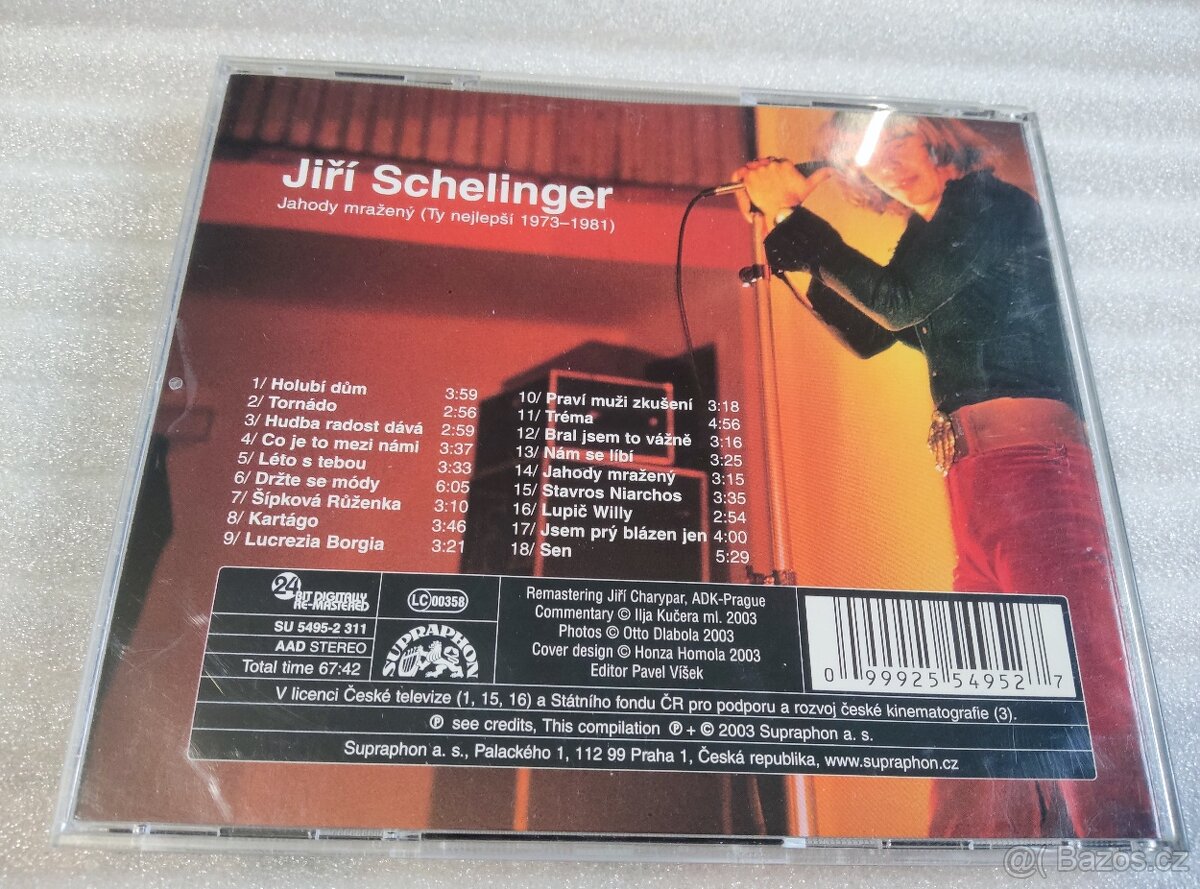 Jiří Schelinger
Jahody mražený (Ty nejlepší 1973–1981)
1/ Holubí dům 3:59
2/ Tornádo 2:56
3/ Hudba radost dává 2:59
4/ Co je to mezi námi 3:37
5/ Léto s tebou 3:33
6/ Držte se módy 6:05
7/ Šípková Růženka 3:10
8/ Kartágo 3:46
9/ Lucrezia Borgia 3:21
10/ Praví muži zkušení 3:18
11/ Tréma 4:56
12/ Bral jsem to vážně 3:16
13/ Nám se líbí 3:25
14/ Jahody mražený 3:15
15/ Stavros Niarchos 3:35
16/ Lupič Willy 2:54
17/ Jsem prý blázen jen 4:00
18/ Sen 5:29
24
BIT DIGITALLY
RE-MASTERED
SU 5495-2 311
AAD STEREO
Total time 67:42
LC 00358
SUPRAPHON
Remastering Jiří Charypar, ADK-Prague
Commentary © Ilja Kučera ml. 2003
Photos © Otto Dlabola 2003
Cover design © Honza Homola 2003
Editor Pavel Víšek
0 99925 54952 7
V licenci České televize (1, 15, 16) a Státního fondu ČR pro podporu a rozvoj české kinematografie (3).
℗ see credits, This compilation ℗ + © 2003 Supraphon a. s.
Supraphon a. s., Palackého 1, 112 99 Praha 1, Česká republika, www.supraphon.cz
@( Bazos.cz